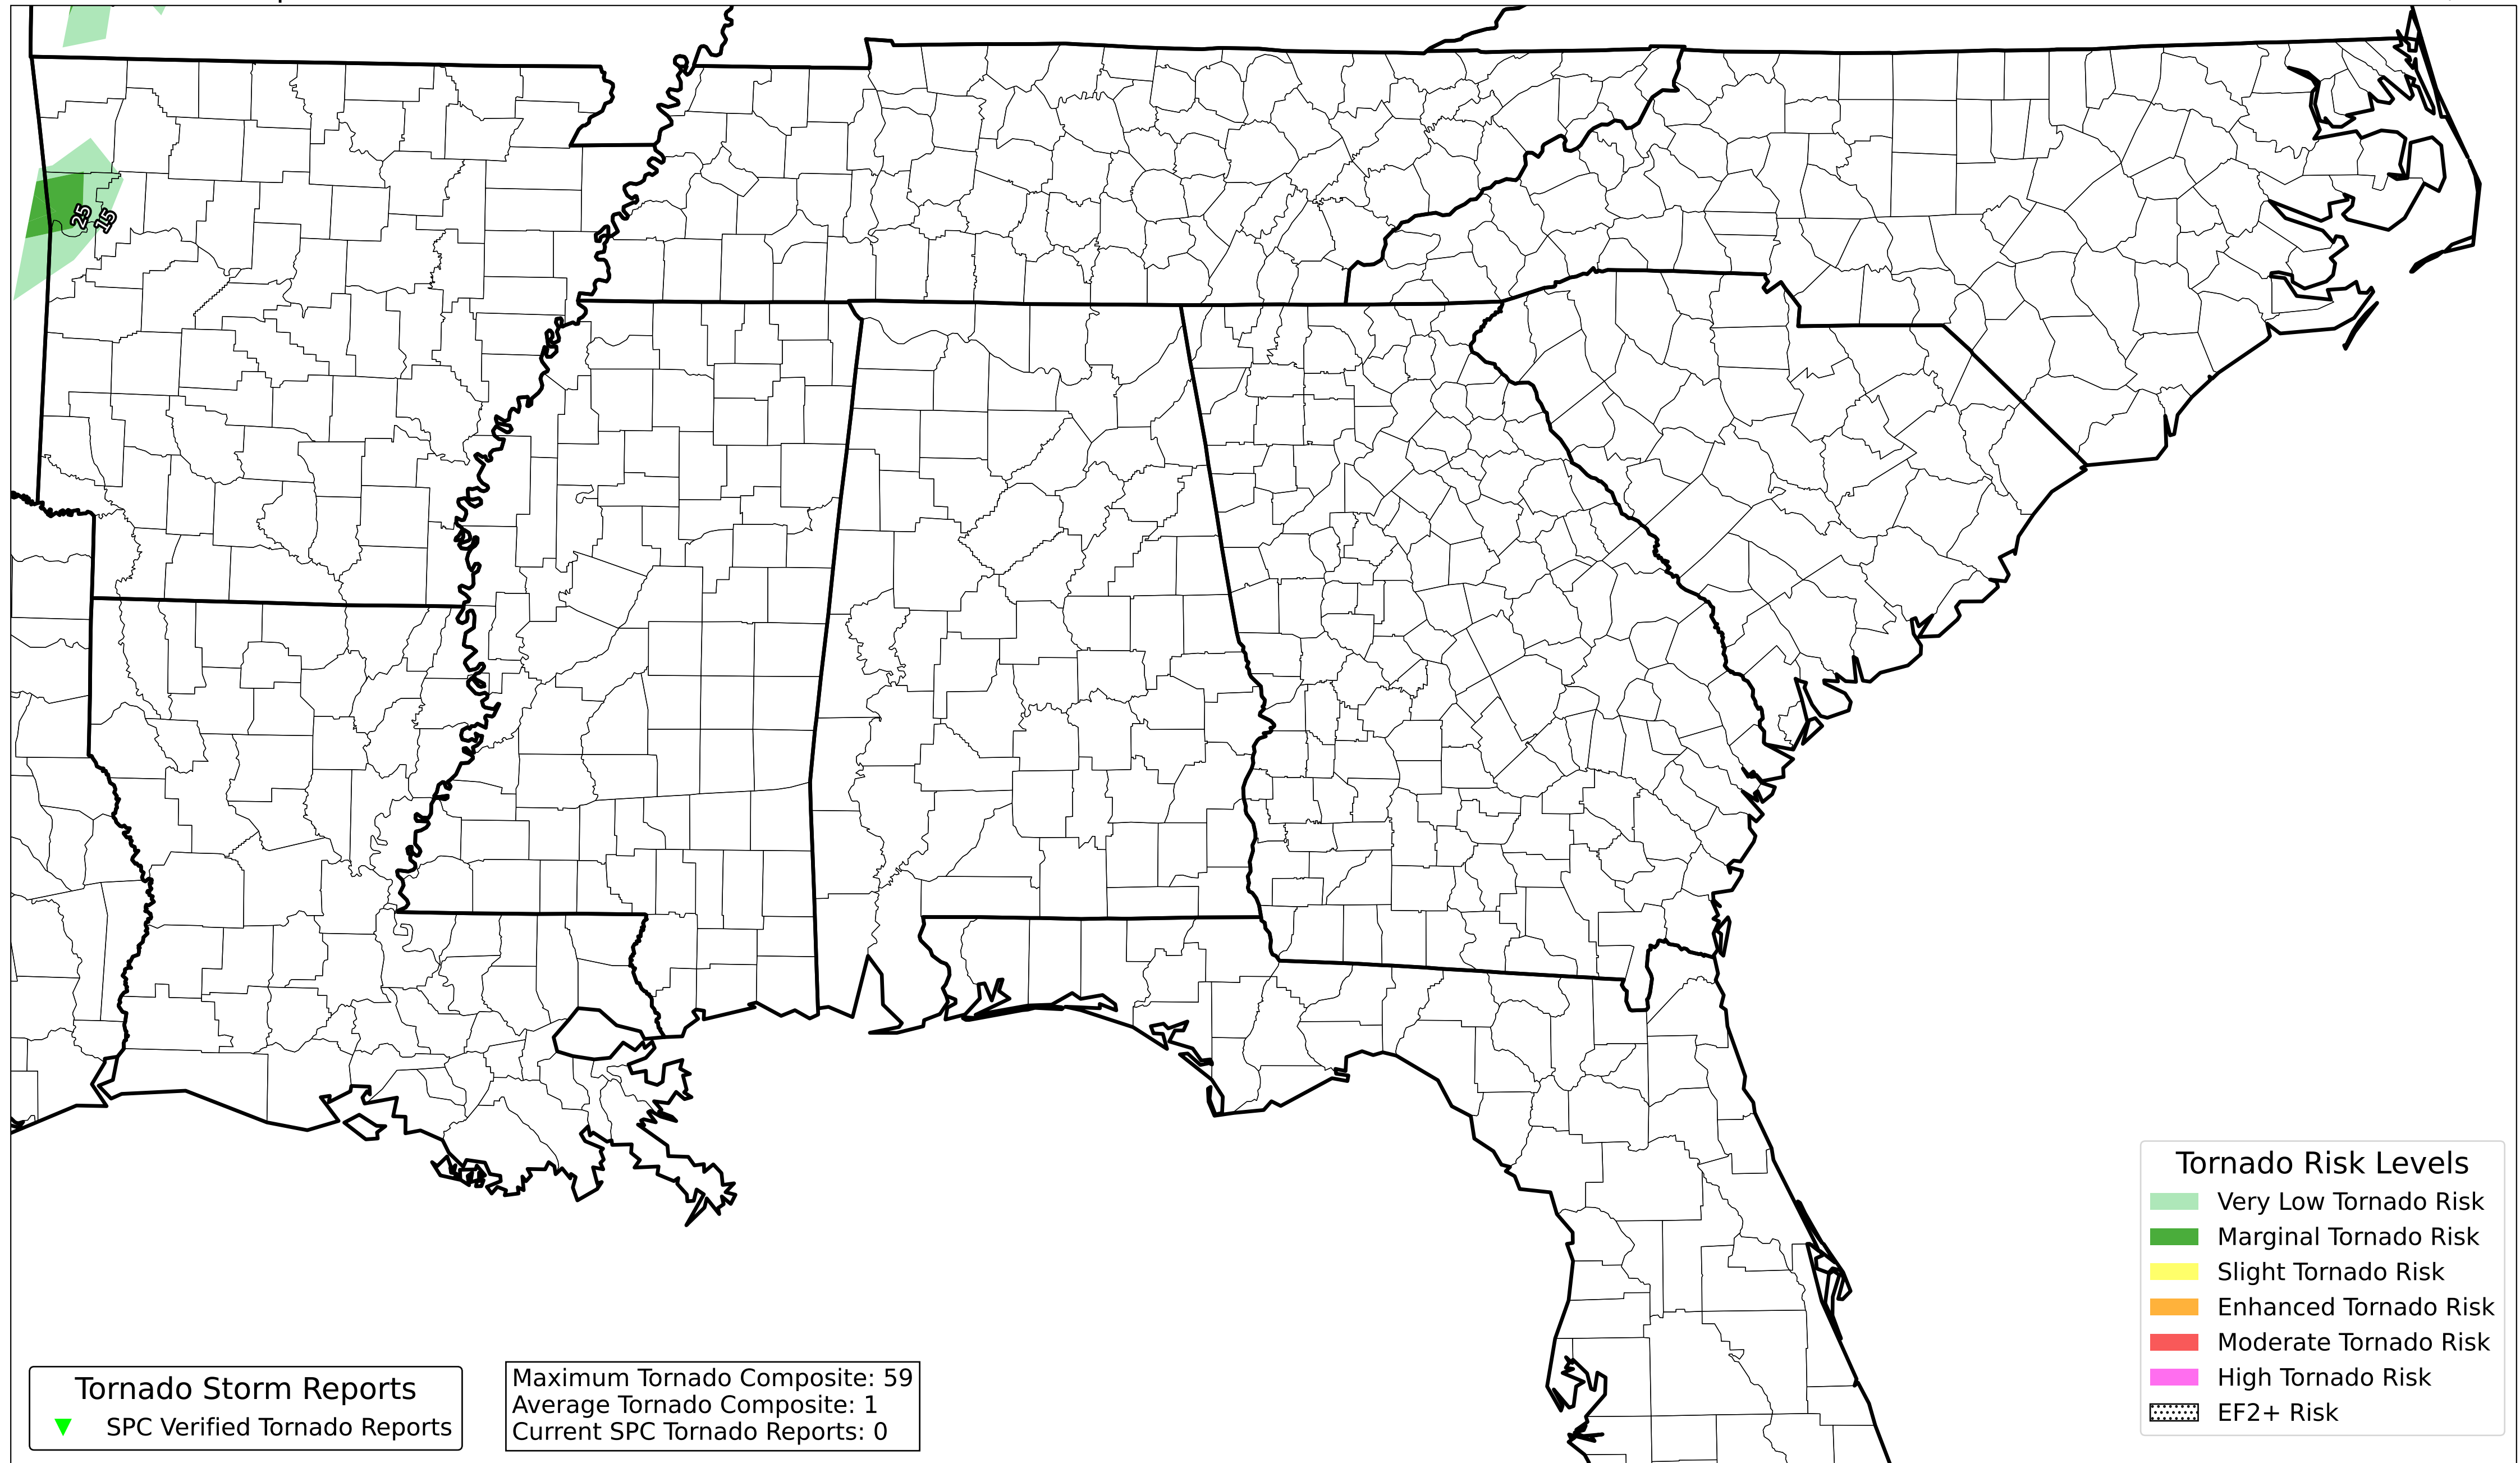 25
15
Tornado Risk Levels
Very Low Tornado Risk
Marginal Tornado Risk
Slight Tornado Risk
Enhanced Tornado Risk
Moderate Tornado Risk
High Tornado Risk
EF2+ Risk
Tornado Storm Reports
SPC Verified Tornado Reports
Maximum Tornado Composite: 59
Average Tornado Composite: 1
Current SPC Tornado Reports: 0